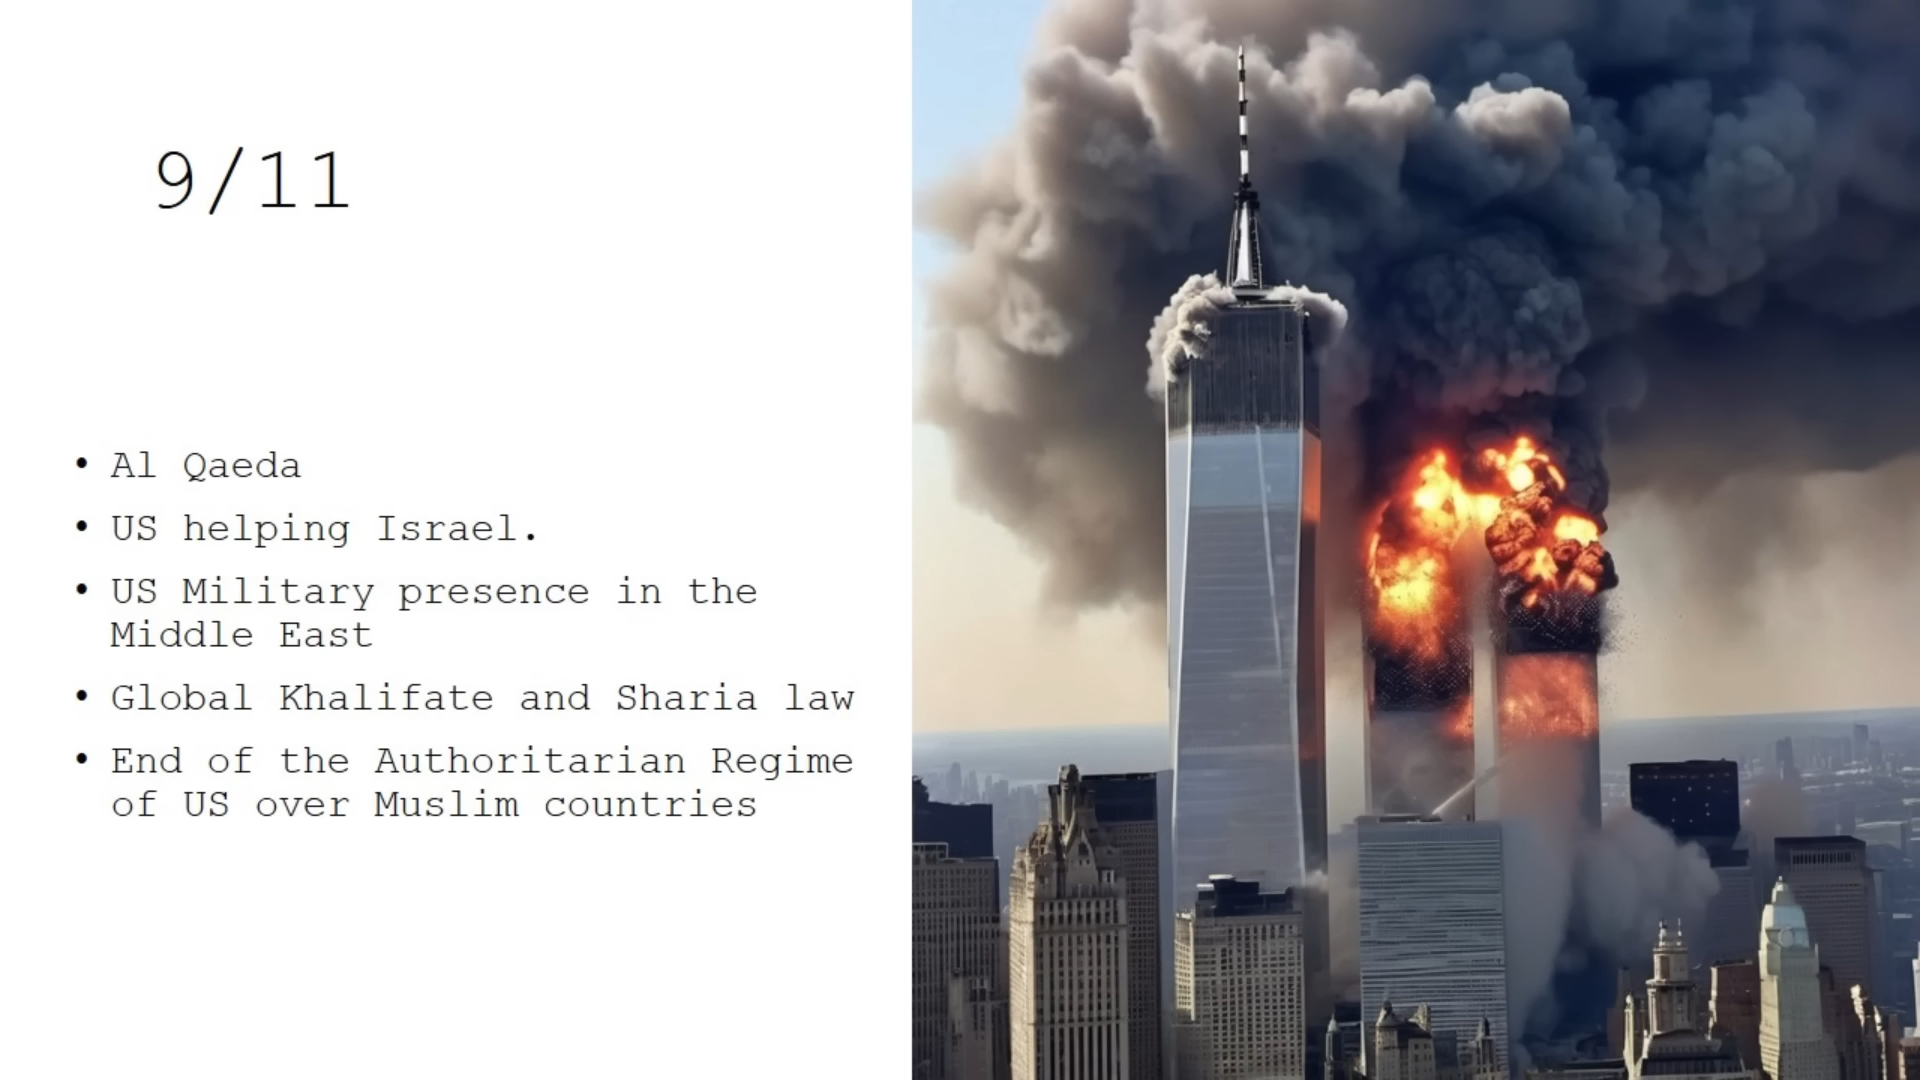 9/11
• Al Qaeda
• US helping Israel.
• US Military presence in the
Middle East
• Global Khalifate and Sharia law
• End of the Authoritarian Regime
of US over Muslim countries